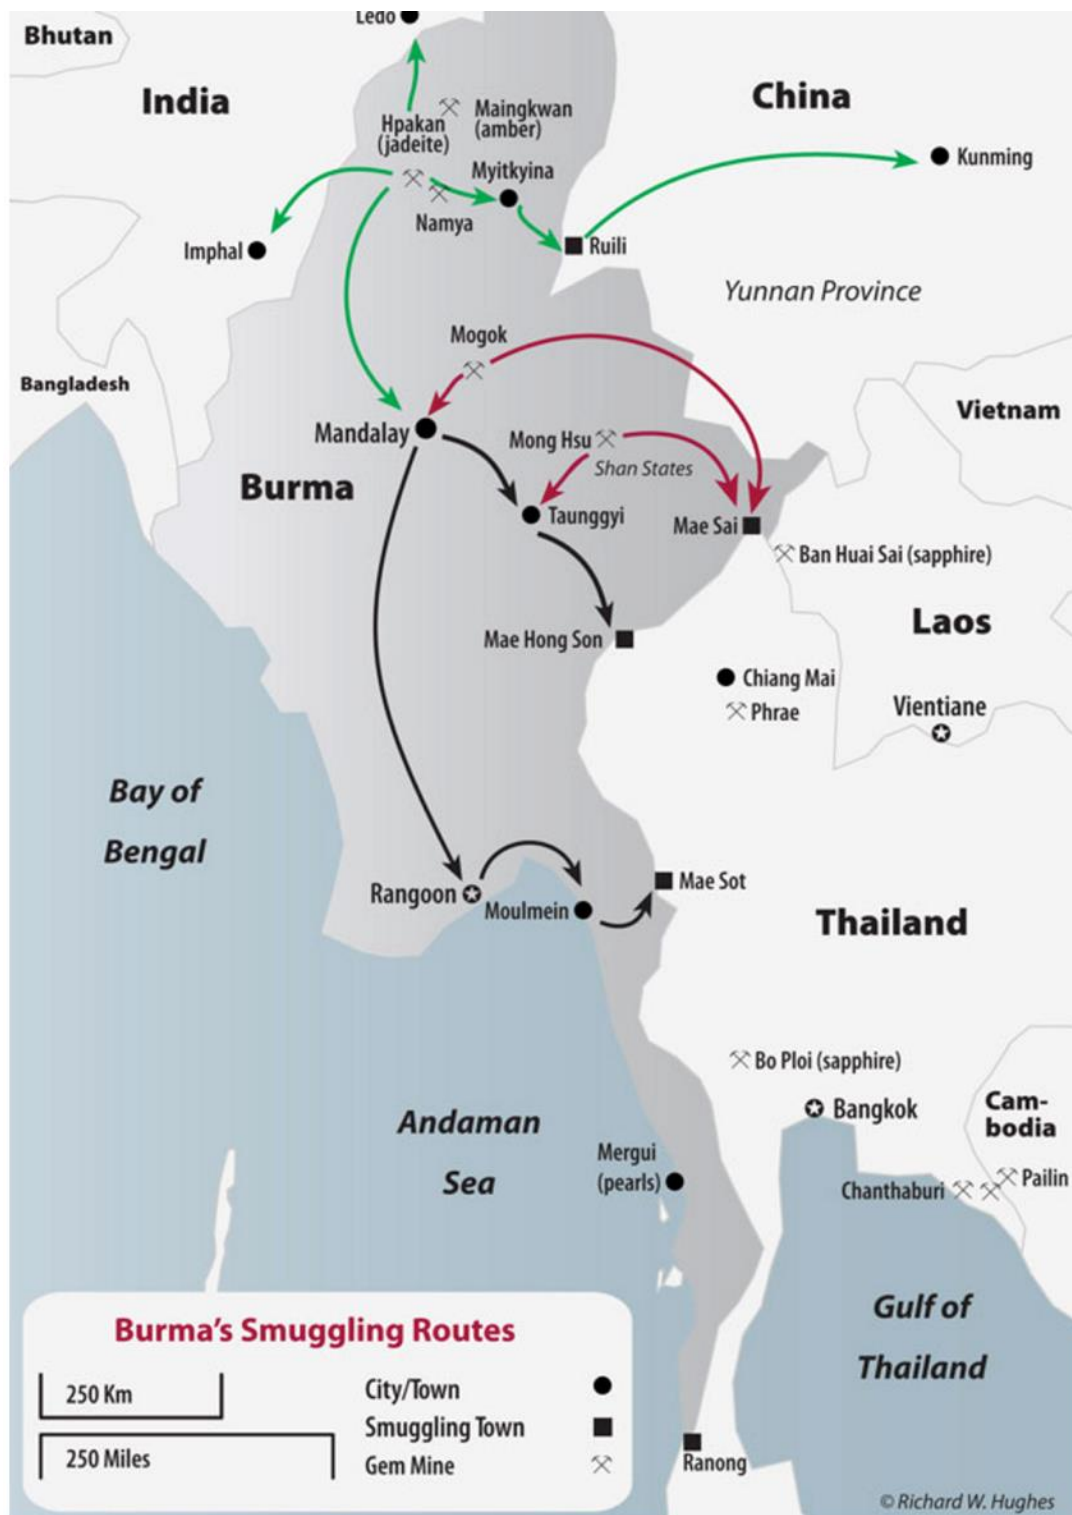 Ledo
Bhutan
India
China
Maingkwan
(amber)
Hpakan
(jadeite)
Kunming
Myitkyina
Namya
Imphal
Ruili
Yunnan Province
Mogok
Bangladesh
Vietnam
Mandalay
Mong Hsu
Shan States
Burma
Taunggyi
Mae Sai
Ban Huai Sai (sapphire)
Laos
Mae Hong Son
Chiang Mai
Phrae
Vientiane
Bay of
Bengal
Rangoon
Moulmein
Mae Sot
Thailand
Bo Ploi (sapphire)
Bangkok
Cam-
bodia
Andaman
Sea
Mergui
(pearls)
Chanthaburi
Pailin
Gulf of
Thailand
Burma's Smuggling Routes
250 Km
250 Miles
City/Town
Smuggling Town
Gem Mine
Ranong
© Richard W. Hughes